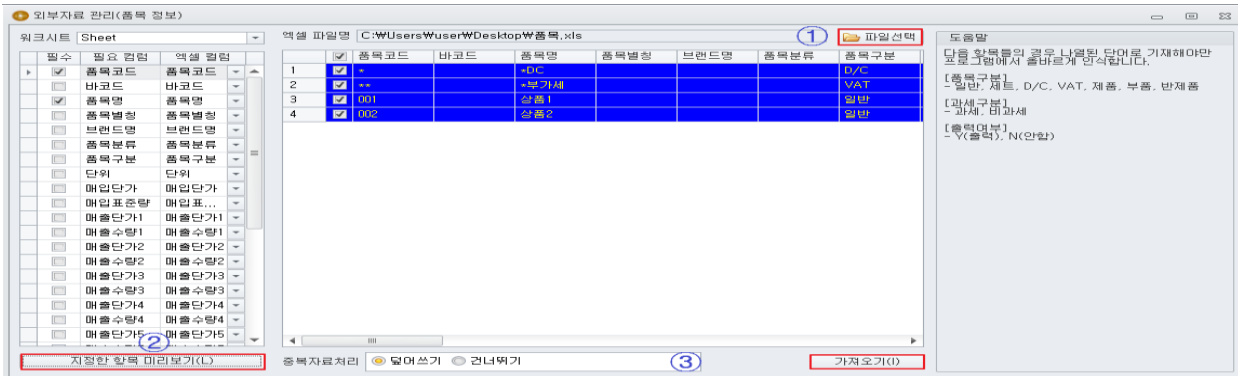 외부자료 관리(품목 정보)
워크시트 Sheet
엑셀 파일명 C:₩Users₩user₩Desktop₩품목.xls
① 파일선택
필수 필요 컬럼 엑셀 컬럼
품목코드 품목코드
바코드 바코드
품목명 품목명
품목별칭 품목별칭
브랜드명 브랜드명
품목분류 품목분류
품목구분 품목구분
단위 단위
매입단가 매입단가
매입표준량 매입표...
매출단가1 매출단가1
매출수량1 매출수량1
매출단가2 매출단가2
매출수량2 매출수량2
매출단가3 매출단가3
매출수량3 매출수량3
매출단가4 매출단가4
매출수량4 매출수량4
매출단가5 매출단가5
② 지정한 항목 미리보기(L)
품목코드 바코드 품목명 품목별칭 브랜드명 품목분류 품목구분
1 * *DC D/C
2 ** *부가세 VAT
3 001 상품1 일반
4 002 상품2 일반
중복자료처리 덮어쓰기 건너뛰기 ③ 가져오기(I)
도움말
다음 항목들의 경우 나열된 단어로 기재해야만
프로그램에서 올바르게 인식합니다.
[품목구분]
- 일반, 세트, D/C, VAT, 제품, 부품, 반제품
[과세구분]
- 과세, 비과세
[출력여부]
- Y(출력), N(안함)